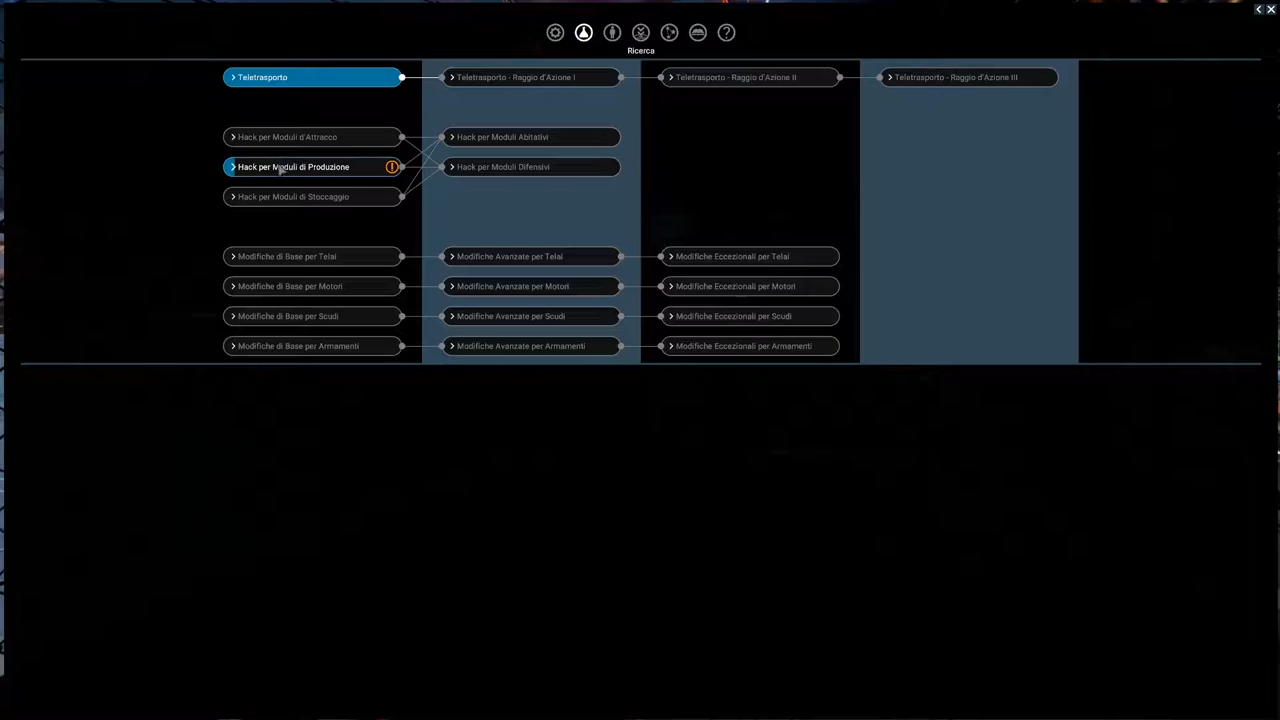 Ricerca
Teletrasporto
Teletrasporto - Raggio d'Azione I
Teletrasporto - Raggio d'Azione II
Teletrasporto - Raggio d'Azione III
Hack per Moduli d'Attracco
Hack per Moduli Abitativi
Hack per Moduli di Produzione
Hack per Moduli Difensivi
Hack per Moduli di Stoccaggio
Modifiche di Base per Telai
Modifiche Avanzate per Telai
Modifiche Eccezionali per Telai
Modifiche di Base per Motori
Modifiche Avanzate per Motori
Modifiche Eccezionali per Motori
Modifiche di Base per Scudi
Modifiche Avanzate per Scudi
Modifiche Eccezionali per Scudi
Modifiche di Base per Armamenti
Modifiche Avanzate per Armamenti
Modifiche Eccezionali per Armamenti